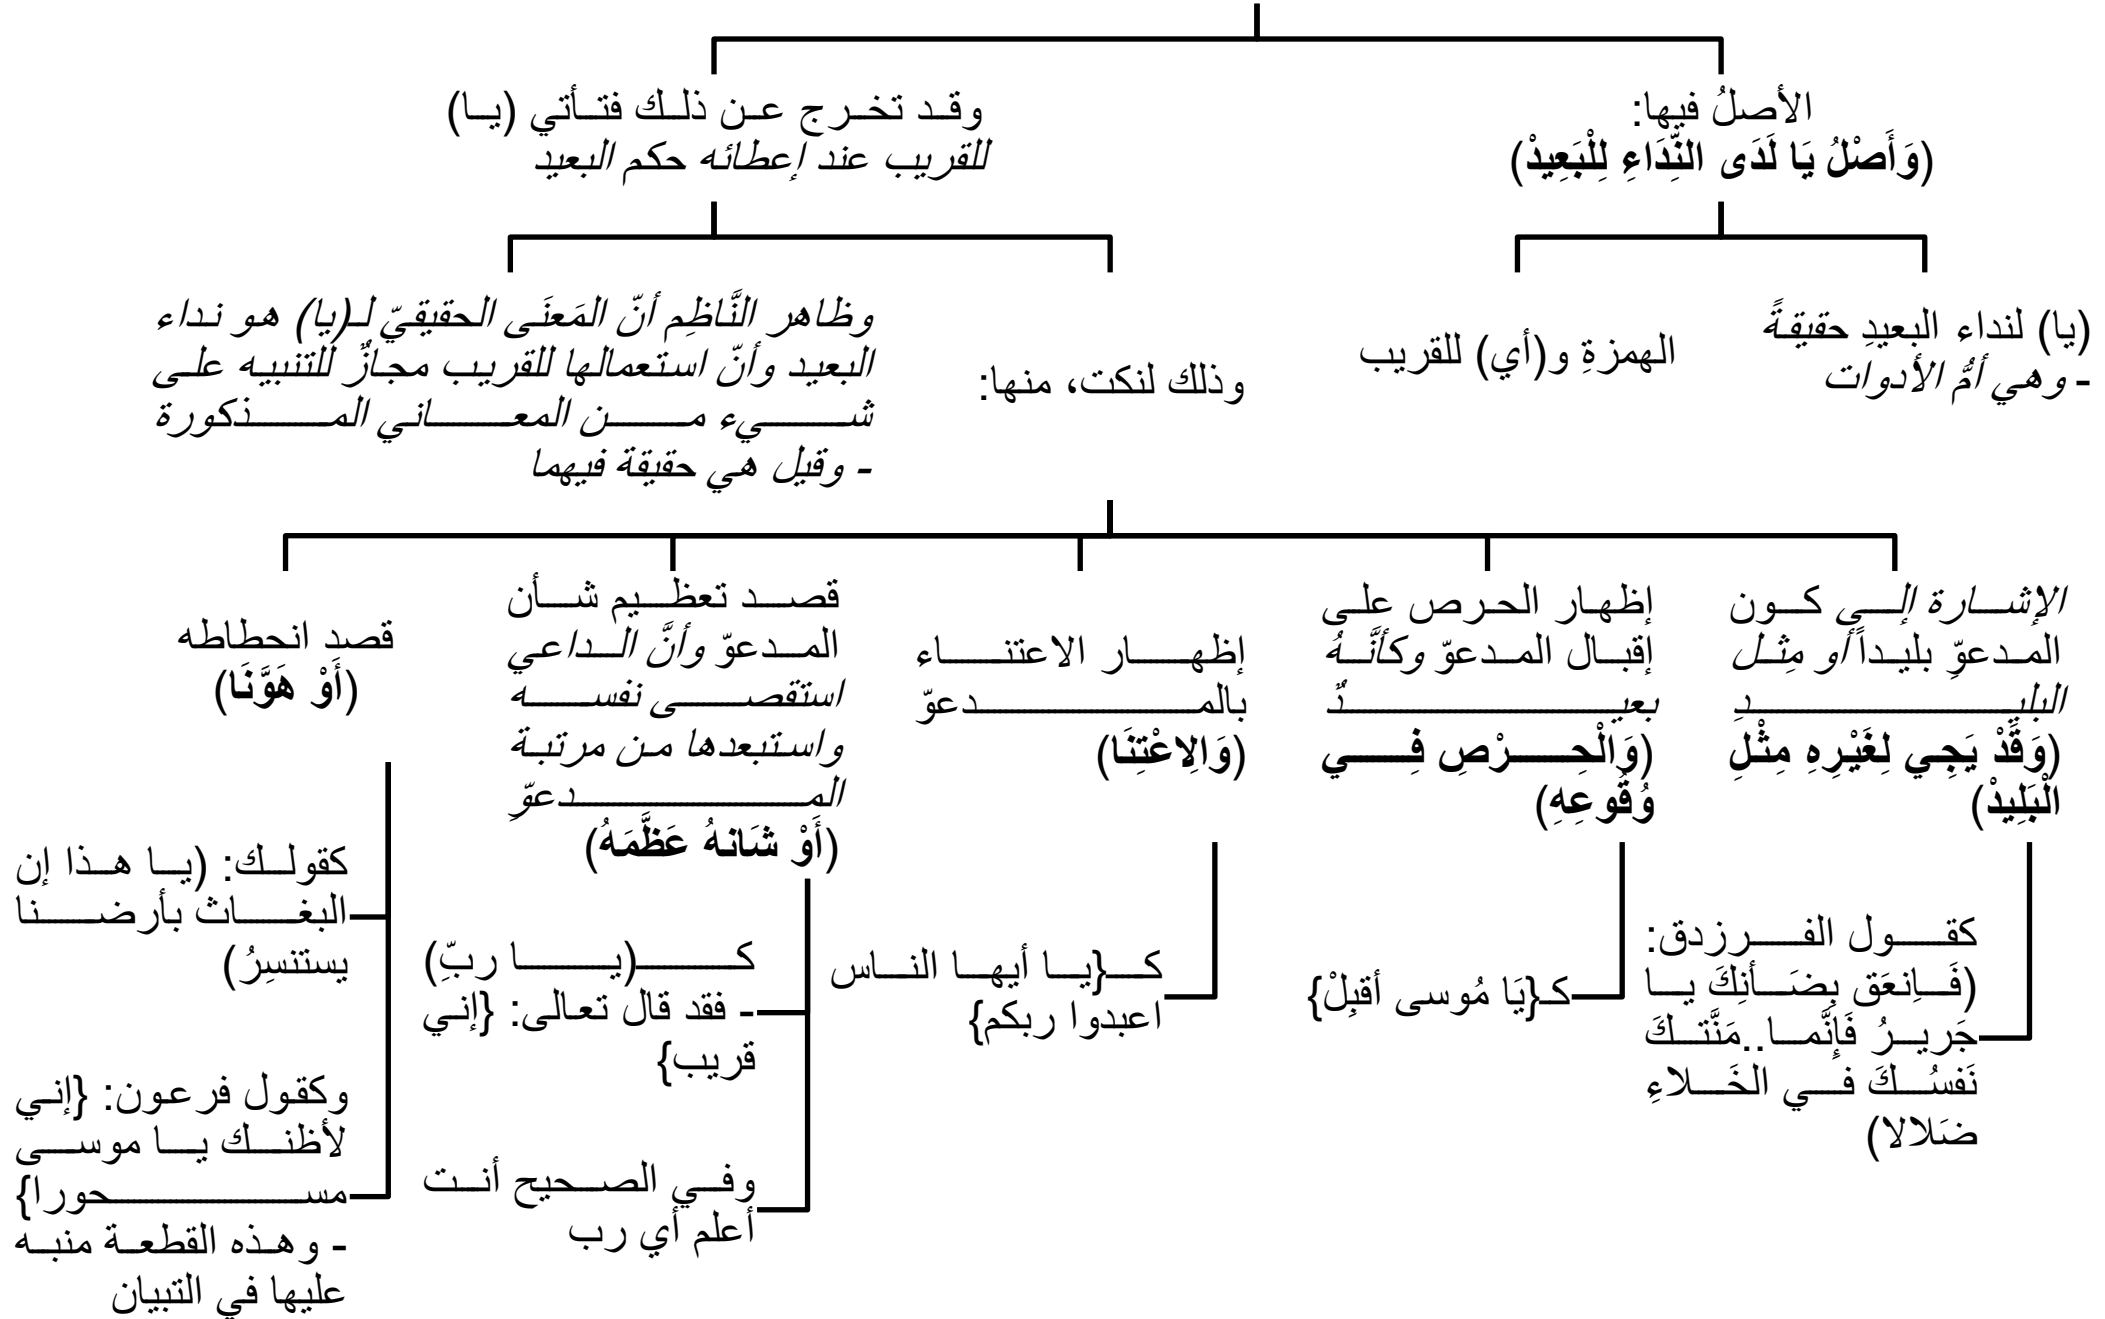 الأصلُ فيها:
(وَأَصْلُ يَا لَدَى النِّدَاءِ لِلْبَعِيدْ)
وقد تخرج عن ذلك فتأتي (يا)
للقريب عند إعطائه حكم البعيد
(يا) لنداء البعيدِ حقيقةً
- وهي أمُّ الأدوات
الهمزةِ و(أي) للقريب
وذلك لنكت، منها:
وظاهر النَّاظِم أنّ المَعنَى الحقيقيّ لـ(يا) هو نداء
البعيد وأنّ استعمالها للقريب مجازٌ للتنبيه على
شيء من المعاني المذكورة
- وقيل هي حقيقة فيهما
الإشارة إلى كون
المدعوِّ بليداً أو مِثل
البليدِ
(وَقَدْ يَجِي لِغَيْرِهِ مِثْلِ
الْبَلِيدْ)
كقول الفرزدق:
(فَاِنعَق بِضَأنِكَ يا
جَريرُ فَإِنَّما..مَنَّتكَ
نَفسُكَ في الخَلاءِ
ضَلالا)
إظهار الحرص على
إقبال المدعوّ وكأنَّهُ
بعيدٌ
(وَالْحِرْصِ فِي
وُقُوعِهِ)
كـ{يَا مُوسى أقبِلْ}
إظهار الاعتناء
بالمدعوّ
(وَالِاعْتِنَا)
كـ{يا أيها الناس
اعبدوا ربكم}
قصد تعظيم شأن
المدعوّ وأنَّ الداعي
استقصى نفسه
واستبعدها من مرتبة
المدعوِّ
(أَوْ شَانهُ عَظَّمَهُ)
كـ(يا ربِّ)
- فقد قال تعالى: {إني
قريب}
وفي الصحيح أنت
أعلم أي رب
قصد انحطاطه
(أَوْ هَوَّنَا)
كقولك: (يا هذا إن
البغاث بأرضنا
يستنسِرُ)
وكقول فرعون: {إني
لأظنك يا موسى
مسحورا}
- وهذه القطعة منبه
عليها في التبيان